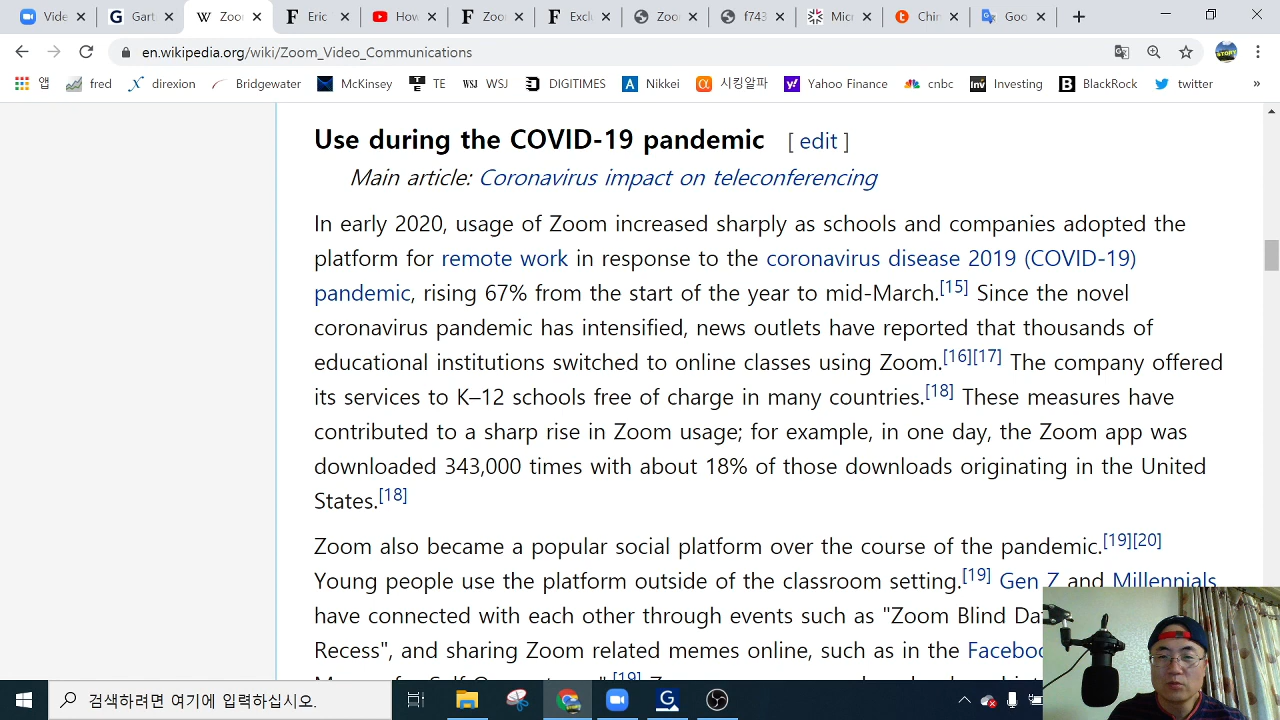 Vide
Gart
Zoo
Eric
How
Zoo
Exclu
Zoo
f743
Micr
Chin
Goo
en.wikipedia.org/wiki/Zoom_Video_Communications
앱 fred direxion Bridgewater McKinsey TE WSJ WSJ DIGITIMES Nikkei 시킹알파 Yahoo Finance cnbc Investing BlackRock twitter »
Use during the COVID-19 pandemic [ edit ]
Main article: Coronavirus impact on teleconferencing
In early 2020, usage of Zoom increased sharply as schools and companies adopted the
platform for remote work in response to the coronavirus disease 2019 (COVID-19)
pandemic, rising 67% from the start of the year to mid-March.[15] Since the novel
coronavirus pandemic has intensified, news outlets have reported that thousands of
educational institutions switched to online classes using Zoom.[16][17] The company offered
its services to K–12 schools free of charge in many countries.[18] These measures have
contributed to a sharp rise in Zoom usage; for example, in one day, the Zoom app was
downloaded 343,000 times with about 18% of those downloads originating in the United
States.[18]
Zoom also became a popular social platform over the course of the pandemic.[19][20]
Young people use the platform outside of the classroom setting.[19] Gen Z and Millennials
have connected with each other through events such as "Zoom Blind Da
Recess", and sharing Zoom related memes online, such as in the Facebo
검색하려면 여기에 입력하십시오.